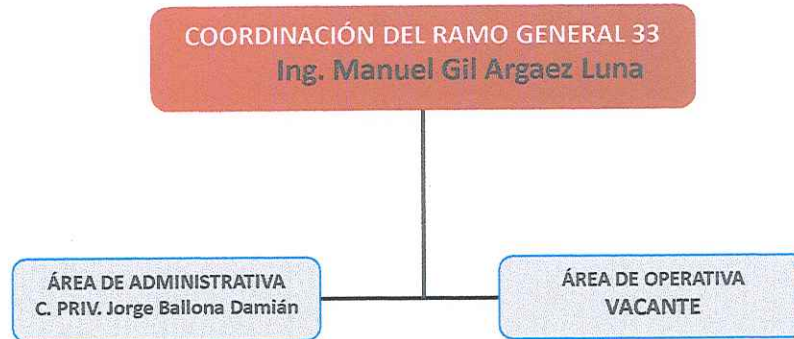 COORDINACIÓN DEL RAMO GENERAL 33
Ing. Manuel Gil Argaez Luna
ÁREA DE ADMINISTRATIVA
C. PRIV. Jorge Ballona Damián
ÁREA DE OPERATIVA
VACANTE